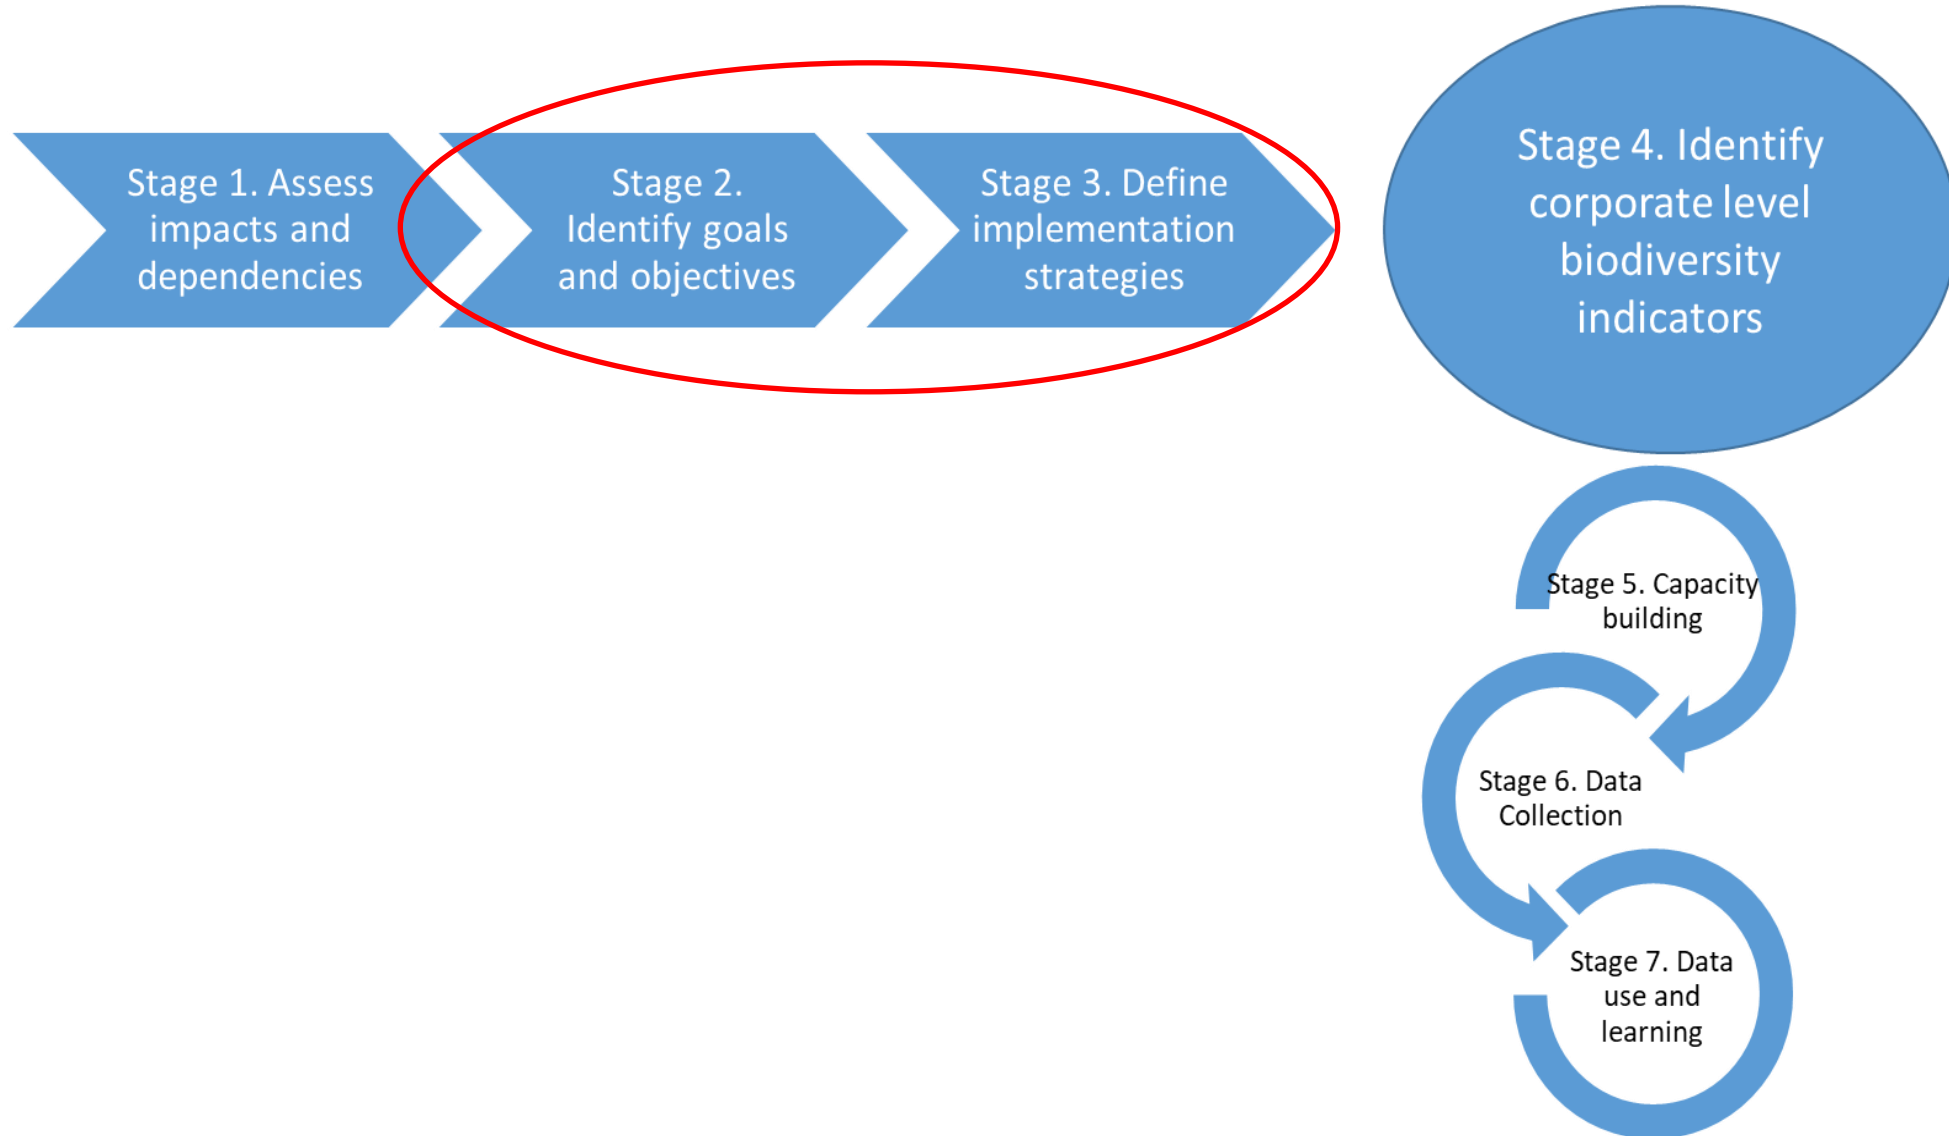 Stage 1. Assess
impacts and
dependencies
Stage 2.
Identify goals
and objectives
Stage 3. Define
implementation
strategies
Stage 4. Identify
corporate level
biodiversity
indicators
Stage 5. Capacity
building
Stage 6. Data
Collection
Stage 7. Data
use and
learning